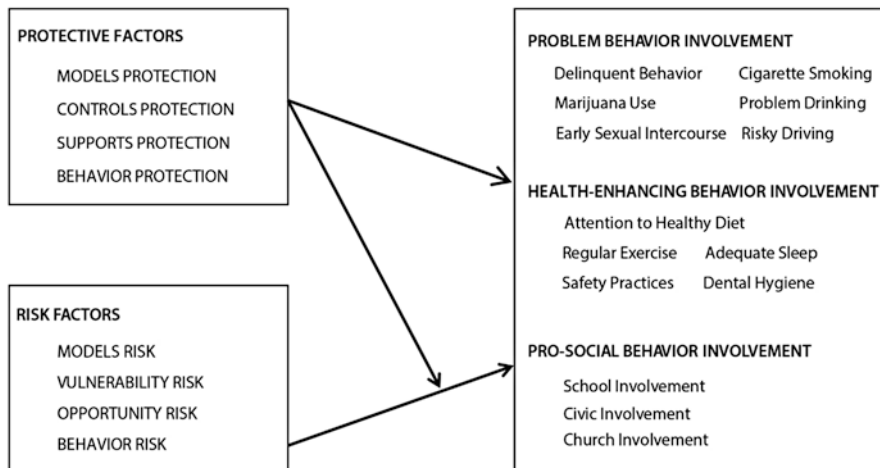 PROTECTIVE FACTORS
MODELS PROTECTION
CONTROLS PROTECTION
SUPPORTS PROTECTION
BEHAVIOR PROTECTION
RISK FACTORS
MODELS RISK
VULNERABILITY RISK
OPPORTUNITY RISK
BEHAVIOR RISK
PROBLEM BEHAVIOR INVOLVEMENT
Delinquent Behavior Cigarette Smoking
Marijuana Use Problem Drinking
Early Sexual Intercourse Risky Driving
HEALTH-ENHANCING BEHAVIOR INVOLVEMENT
Attention to Healthy Diet
Regular Exercise Adequate Sleep
Safety Practices Dental Hygiene
PRO-SOCIAL BEHAVIOR INVOLVEMENT
School Involvement
Civic Involvement
Church Involvement